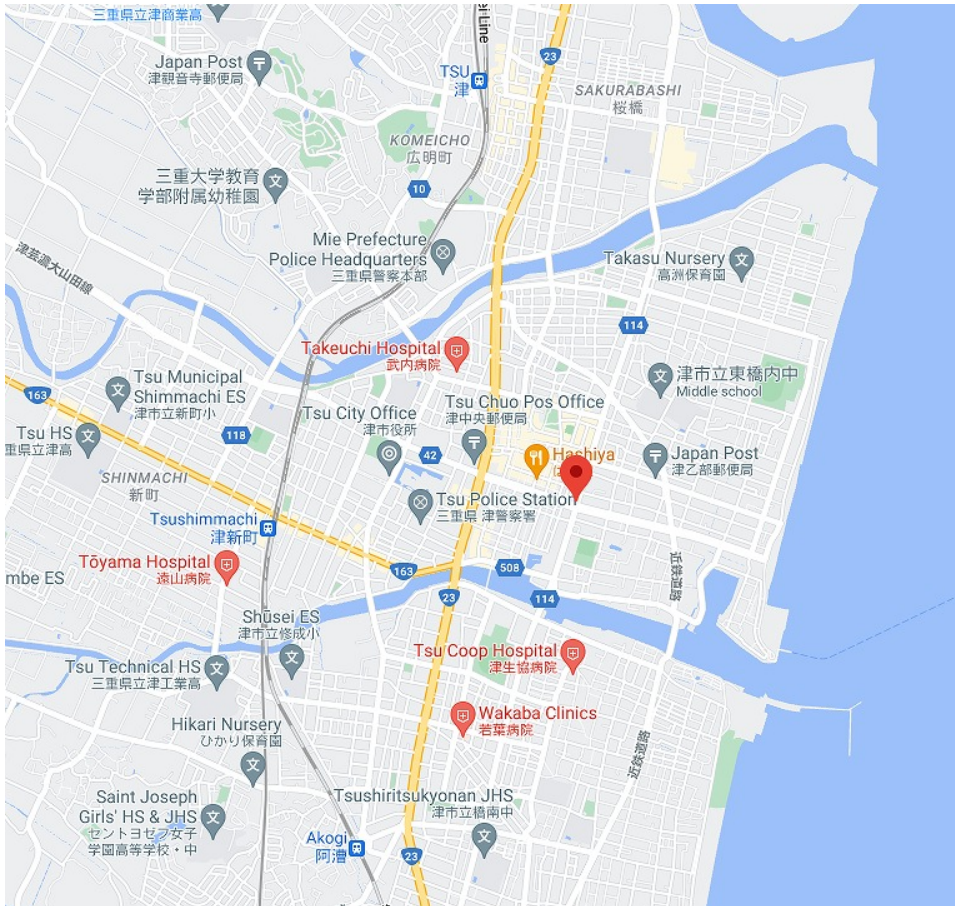 三重県立津商業高
ei Line
Japan Post
津観音寺郵便局
TSU
津
23
SAKURABASHI
桜橋
KOMEICHO
広明町
三重大学教育
学部附属幼稚園
10
Mie Prefecture
Police Headquarters
三重県警察本部
Takasu Nursery
高洲保育園
津芸濃大山田線
114
Takeuchi Hospital
武内病院
Tsu Municipal
Shimmachi ES
津市立新町小
163
津市立東橋内中
Middle school
Tsu City Office
津市役所
Tsu Chuo Pos Office
津中央郵便局
Tsu HS
重県立津高
118
42
Hashiya
Japan Post
津乙部郵便局
SHINMACHI
新町
Tsu Police Station
三重県 津警察署
Tsushimmachi
津新町
Tōyama Hospital
遠山病院
163
508
近鉄道路
mbe ES
23
114
Shūsei ES
津市立修成小
Tsu Coop Hospital
津生協病院
Tsu Technical HS
三重県立津工業高
Wakaba Clinics
若葉病院
Hikari Nursery
ひかり保育園
近鉄道路
Tsushiritsukyonan JHS
津市立橋南中
Saint Joseph
Girls' HS & JHS
セントヨゼフ女子
学園高等学校・中
Akogi
阿漕
23